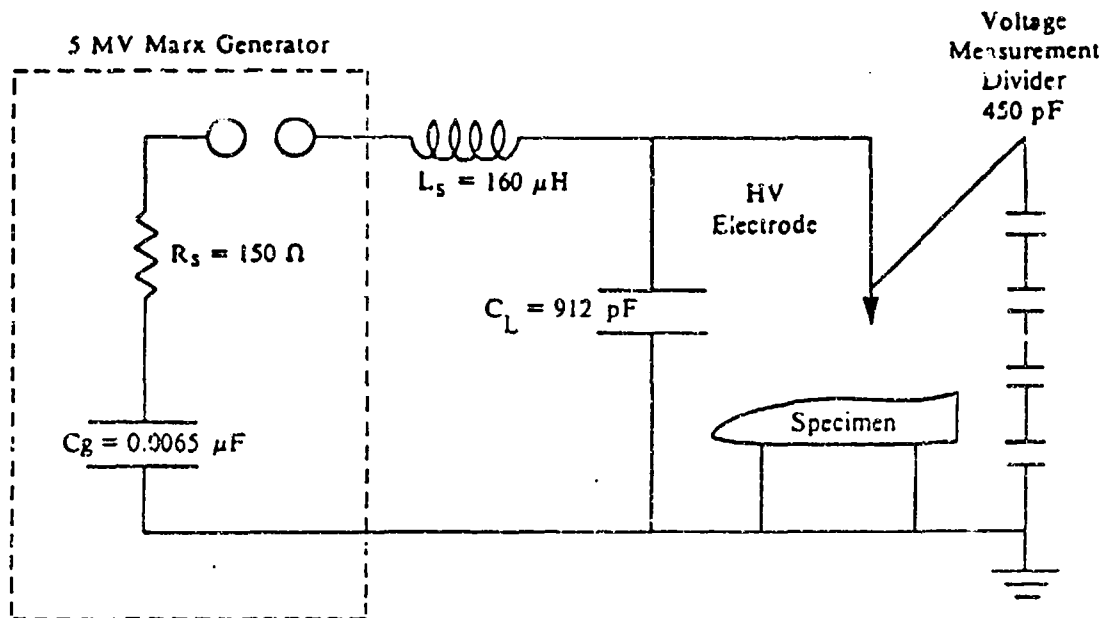 5 MV Marx Generator
Voltage
Measurement
Divider
450 pF
L_s = 160 μH
HV
Electrode
R_s = 150 Ω
C_L = 912 pF
Cg = 0.0065 μF
Specimen